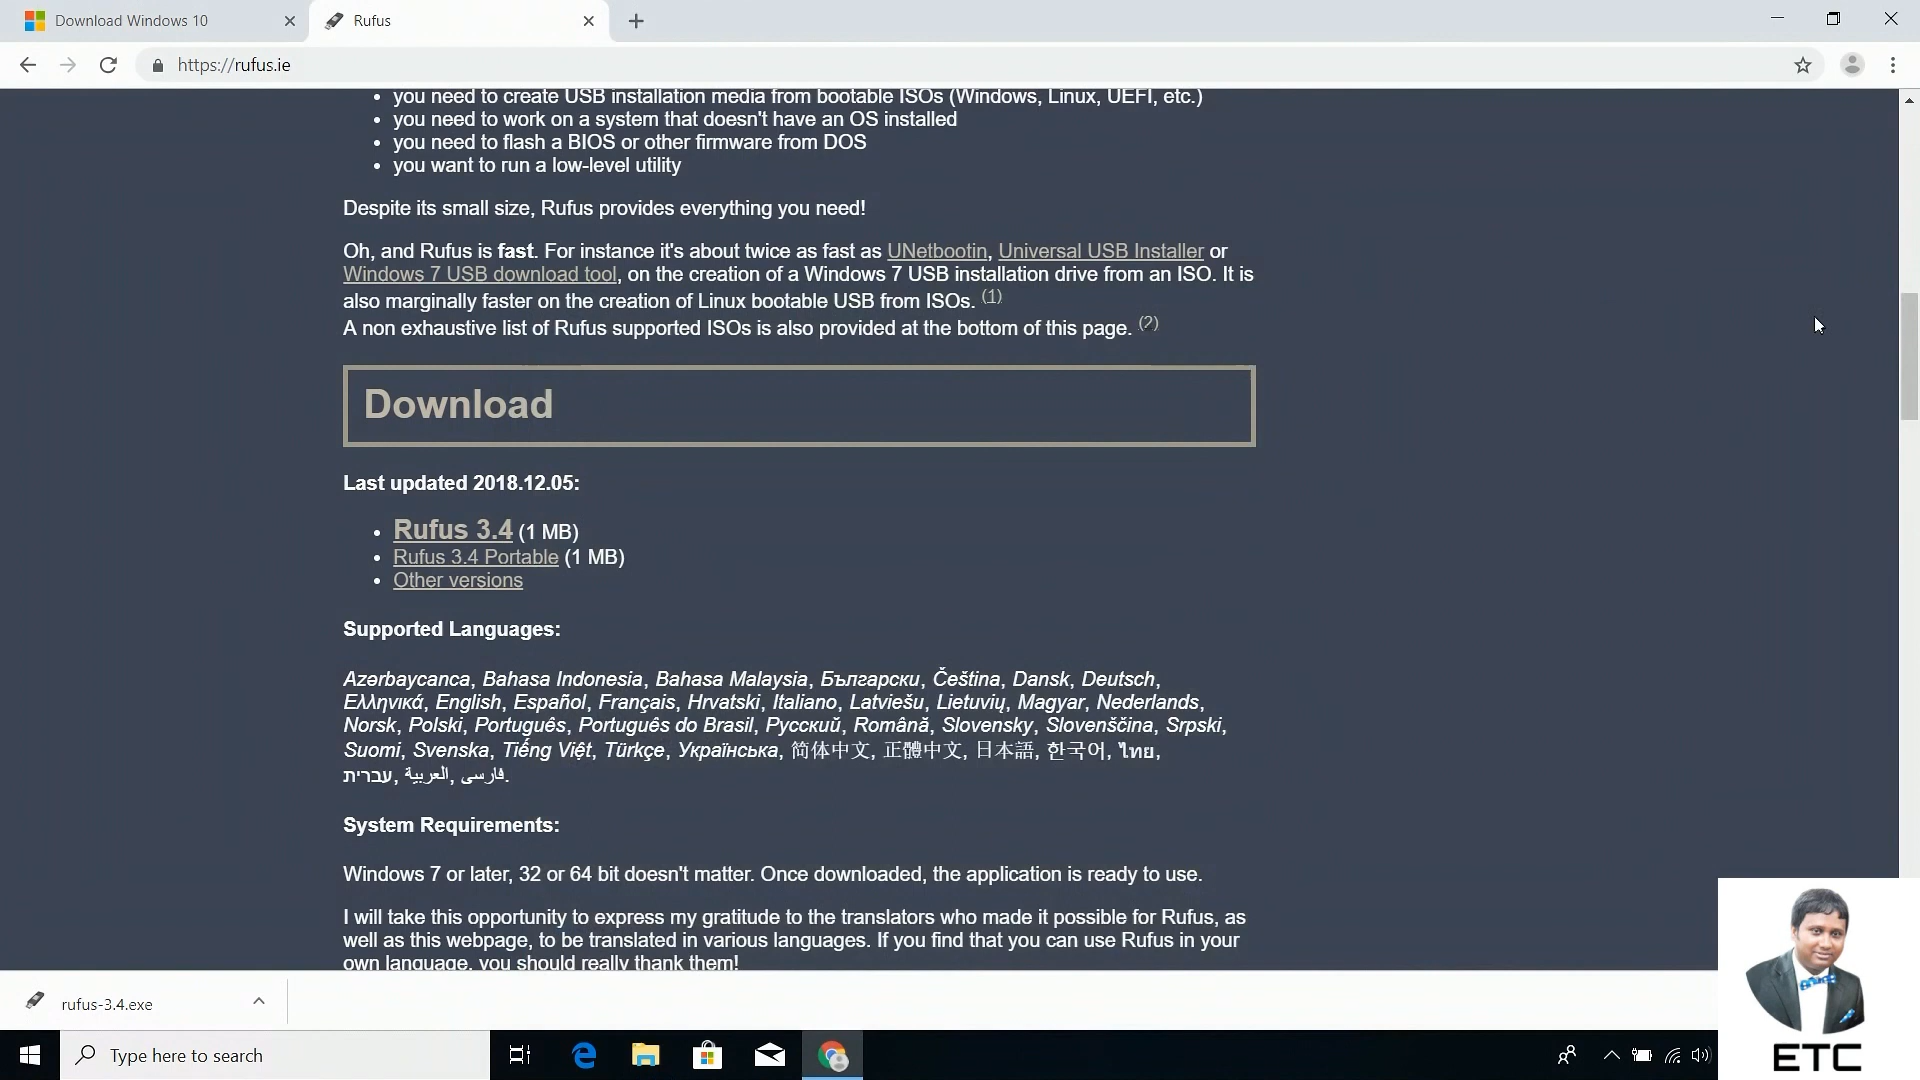 Download Windows 10
Rufus
https://rufus.ie
you need to create USB installation media from bootable ISOs (Windows, Linux, UEFI, etc.)
you need to work on a system that doesn't have an OS installed
you need to flash a BIOS or other firmware from DOS
you want to run a low-level utility
Despite its small size, Rufus provides everything you need!
Oh, and Rufus is fast. For instance it's about twice as fast as UNetbootin, Universal USB Installer or
Windows 7 USB download tool, on the creation of a Windows 7 USB installation drive from an ISO. It is
also marginally faster on the creation of Linux bootable USB from ISOs. (1)
A non exhaustive list of Rufus supported ISOs is also provided at the bottom of this page. (2)
Download
Last updated 2018.12.05:
Rufus 3.4 (1 MB)
Rufus 3.4 Portable (1 MB)
Other versions
Supported Languages:
Azərbaycanca, Bahasa Indonesia, Bahasa Malaysia, Български, Čeština, Dansk, Deutsch,
Ελληνικά, English, Español, Français, Hrvatski, Italiano, Latviešu, Lietuvių, Magyar, Nederlands,
Norsk, Polski, Português, Português do Brasil, Русский, Română, Slovensky, Slovenščina, Srpski,
Suomi, Svenska, Tiếng Việt, Türkçe, Українська, 简体中文, 正體中文, 日本語, 한국어, ไทย,
עברית, العربية, فارسی.
System Requirements:
Windows 7 or later, 32 or 64 bit doesn't matter. Once downloaded, the application is ready to use.
I will take this opportunity to express my gratitude to the translators who made it possible for Rufus, as
well as this webpage, to be translated in various languages. If you find that you can use Rufus in your
own language, you should really thank them!
rufus-3.4.exe
Type here to search
ETC